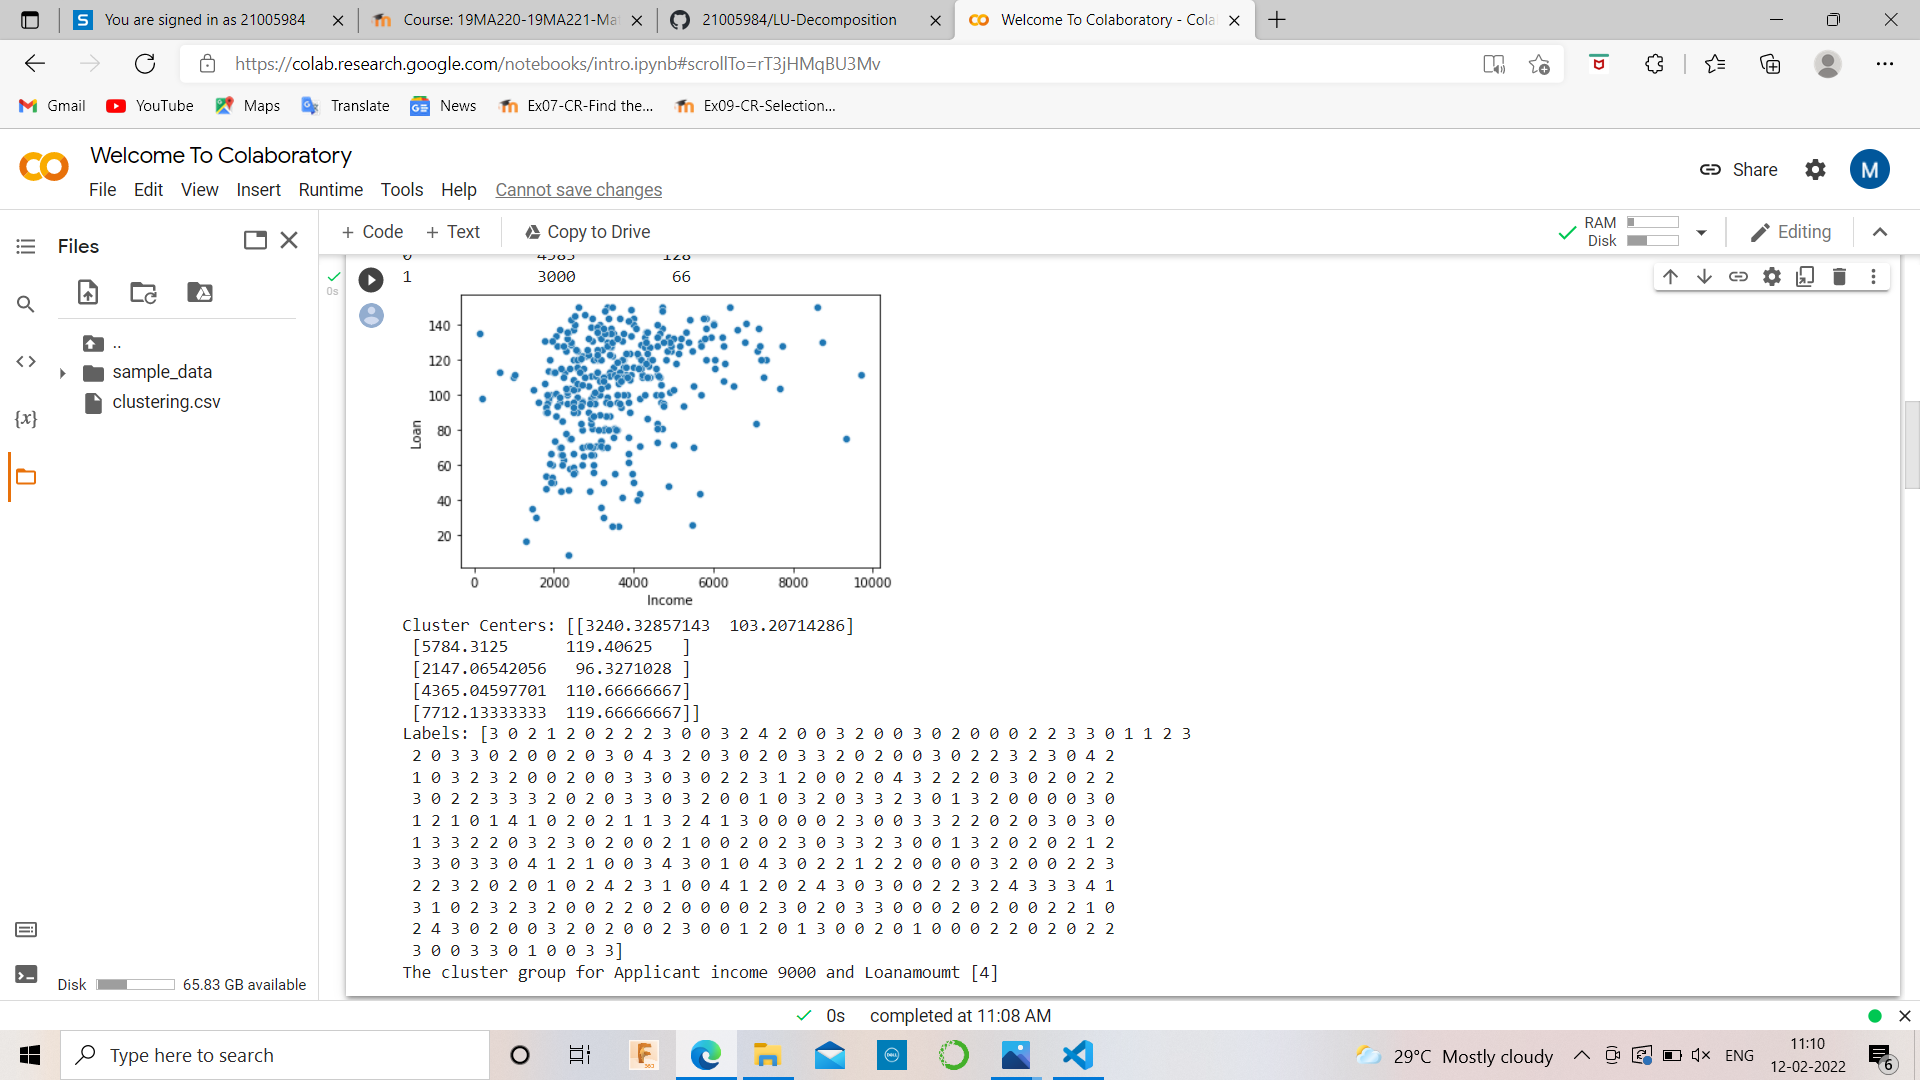 You are signed in as 21005984
Course: 19MA220-19MA221-Ma
21005984/LU-Decomposition
Welcome To Colaboratory - Cola
https://colab.research.google.com/notebooks/intro.ipynb#scrollTo=rT3jHMqBU3Mv
Gmail YouTube Maps Translate News Ex07-CR-Find the... Ex09-CR-Selection...
Welcome To Colaboratory
Share
M
File Edit View Insert Runtime Tools Help Cannot save changes
Files
+ Code + Text Copy to Drive
RAM
Disk
Editing
..
sample_data
clustering.csv
{x}
0s
0 4583 128
1 3000 66
140
120
100
80
60
40
20
Loan
0 2000 4000 6000 8000 10000
Income
Cluster Centers: [[3240.32857143 103.20714286]
[5784.3125 119.40625 ]
[2147.06542056 96.3271028 ]
[4365.04597701 110.66666667]
[7712.13333333 119.66666667]]
Labels: [3 0 2 1 2 0 2 2 2 3 0 0 3 2 4 2 0 0 3 2 0 0 3 0 2 0 0 0 2 2 3 3 0 1 1 2 3
2 0 3 3 0 2 0 0 2 0 3 0 4 3 2 0 3 0 2 0 3 3 2 0 2 0 0 3 0 2 2 3 2 3 0 4 2
1 0 3 2 3 2 0 0 2 0 0 3 3 0 3 0 2 2 3 1 2 0 0 2 0 4 3 2 2 2 0 3 0 2 0 2 2
3 0 2 2 3 3 3 2 0 2 0 3 3 0 3 2 0 0 1 0 3 2 0 3 3 2 3 0 1 3 2 0 0 0 0 3 0
1 2 1 0 1 4 1 0 2 0 2 1 1 3 2 4 1 3 0 0 0 0 2 3 0 0 3 3 2 2 0 2 0 3 0 3 0
1 3 3 2 2 0 3 2 3 0 2 0 0 2 1 0 0 2 0 2 3 0 3 3 2 3 0 0 1 3 2 0 2 0 2 1 2
3 3 0 3 3 0 4 1 2 1 0 0 3 4 3 0 1 0 4 3 0 2 2 1 2 2 0 0 0 0 3 2 0 0 2 2 3
2 2 3 2 0 2 0 1 0 2 4 2 3 1 0 0 4 1 2 0 2 4 3 0 3 0 0 2 2 3 2 4 3 3 3 4 1
3 1 0 2 3 2 3 2 0 0 2 2 0 2 0 0 0 0 2 3 0 2 0 3 3 0 0 0 2 0 2 0 0 2 2 1 0
2 4 3 0 2 0 0 3 2 0 2 0 0 2 3 0 0 1 2 0 1 3 0 0 2 0 1 0 0 0 2 2 0 2 0 2 2
3 0 0 3 3 0 1 0 0 3 3]
The cluster group for Applicant income 9000 and Loanamoumt [4]
Disk 65.83 GB available
0s completed at 11:08 AM
Type here to search
29°C Mostly cloudy
ENG
11:10
12-02-2022
6